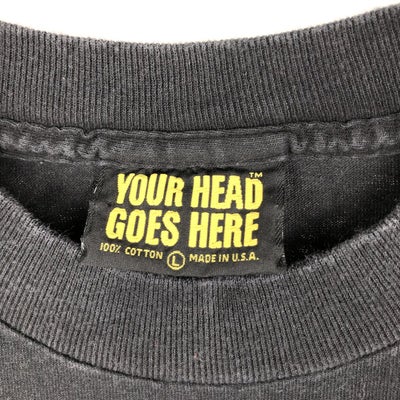 YOUR HEAD™
GOES HERE
100% COTTON Ⓛ MADE IN U.S.A.